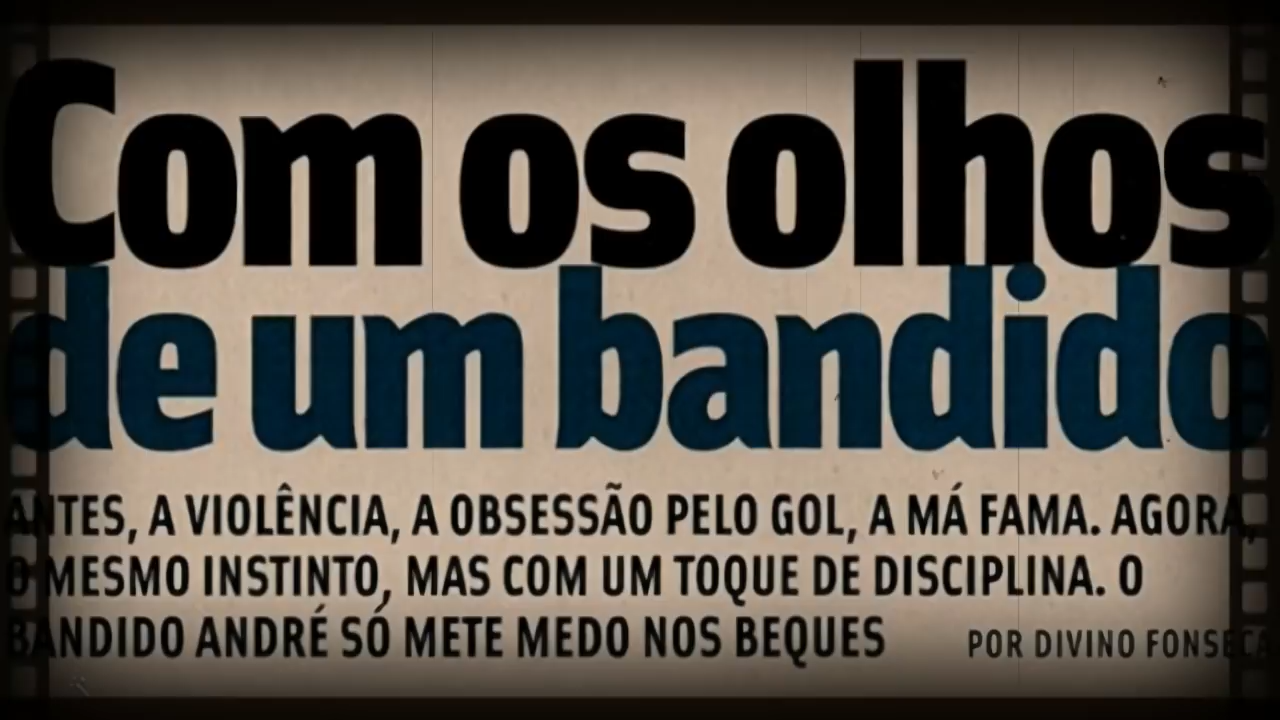 Com os olhos
de um bandido
ANTES, A VIOLÊNCIA, A OBSESSÃO PELO GOL, A MÁ FAMA. AGORA,
O MESMO INSTINTO, MAS COM UM TOQUE DE DISCIPLINA. O
BANDIDO ANDRÉ SÓ METE MEDO NOS BEQUES
POR DIVINO FONSECA